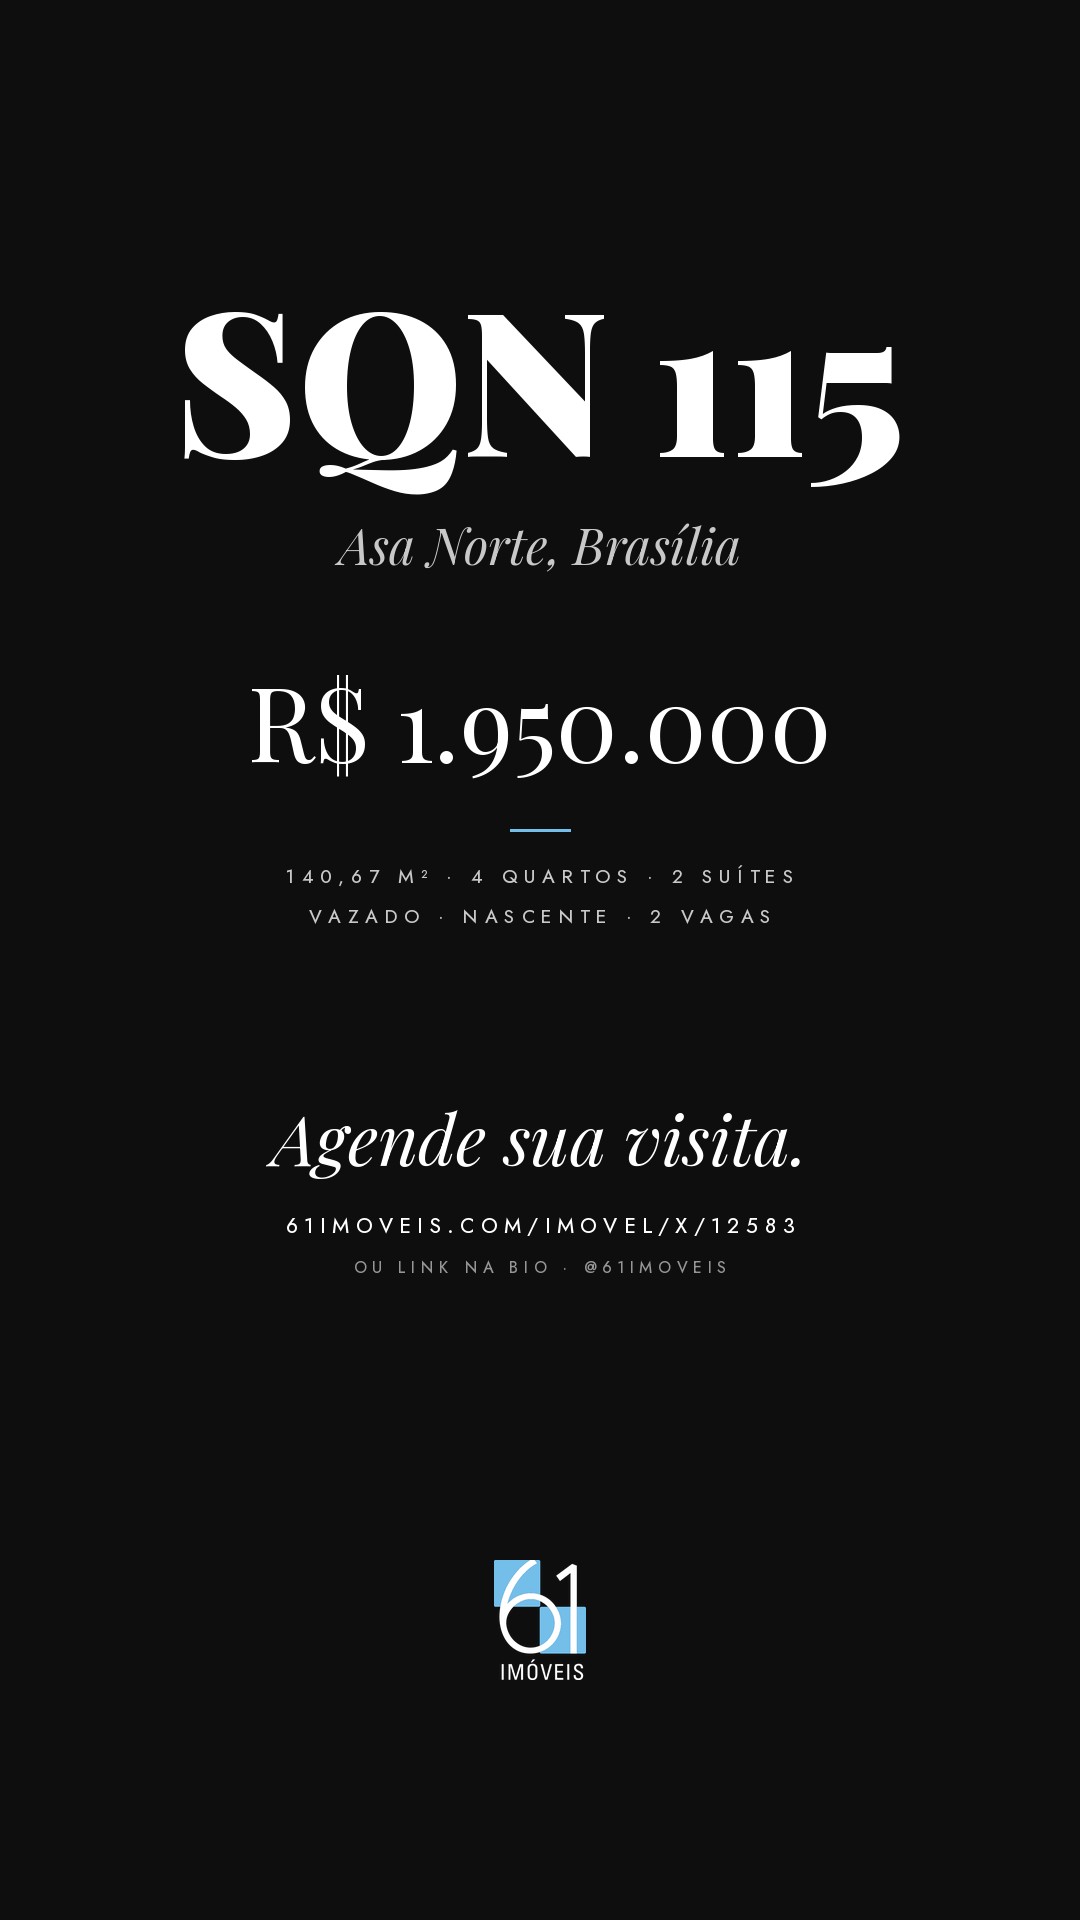 SQN 115
Asa Norte, Brasília
R$ 1.950.000
140,67 M² · 4 QUARTOS · 2 SUÍTES
VAZADO · NASCENTE · 2 VAGAS
Agende sua visita.
61IMOVEIS.COM/IMOVEL/X/12583
OU LINK NA BIO · @61IMOVEIS
61
IMÓVEIS